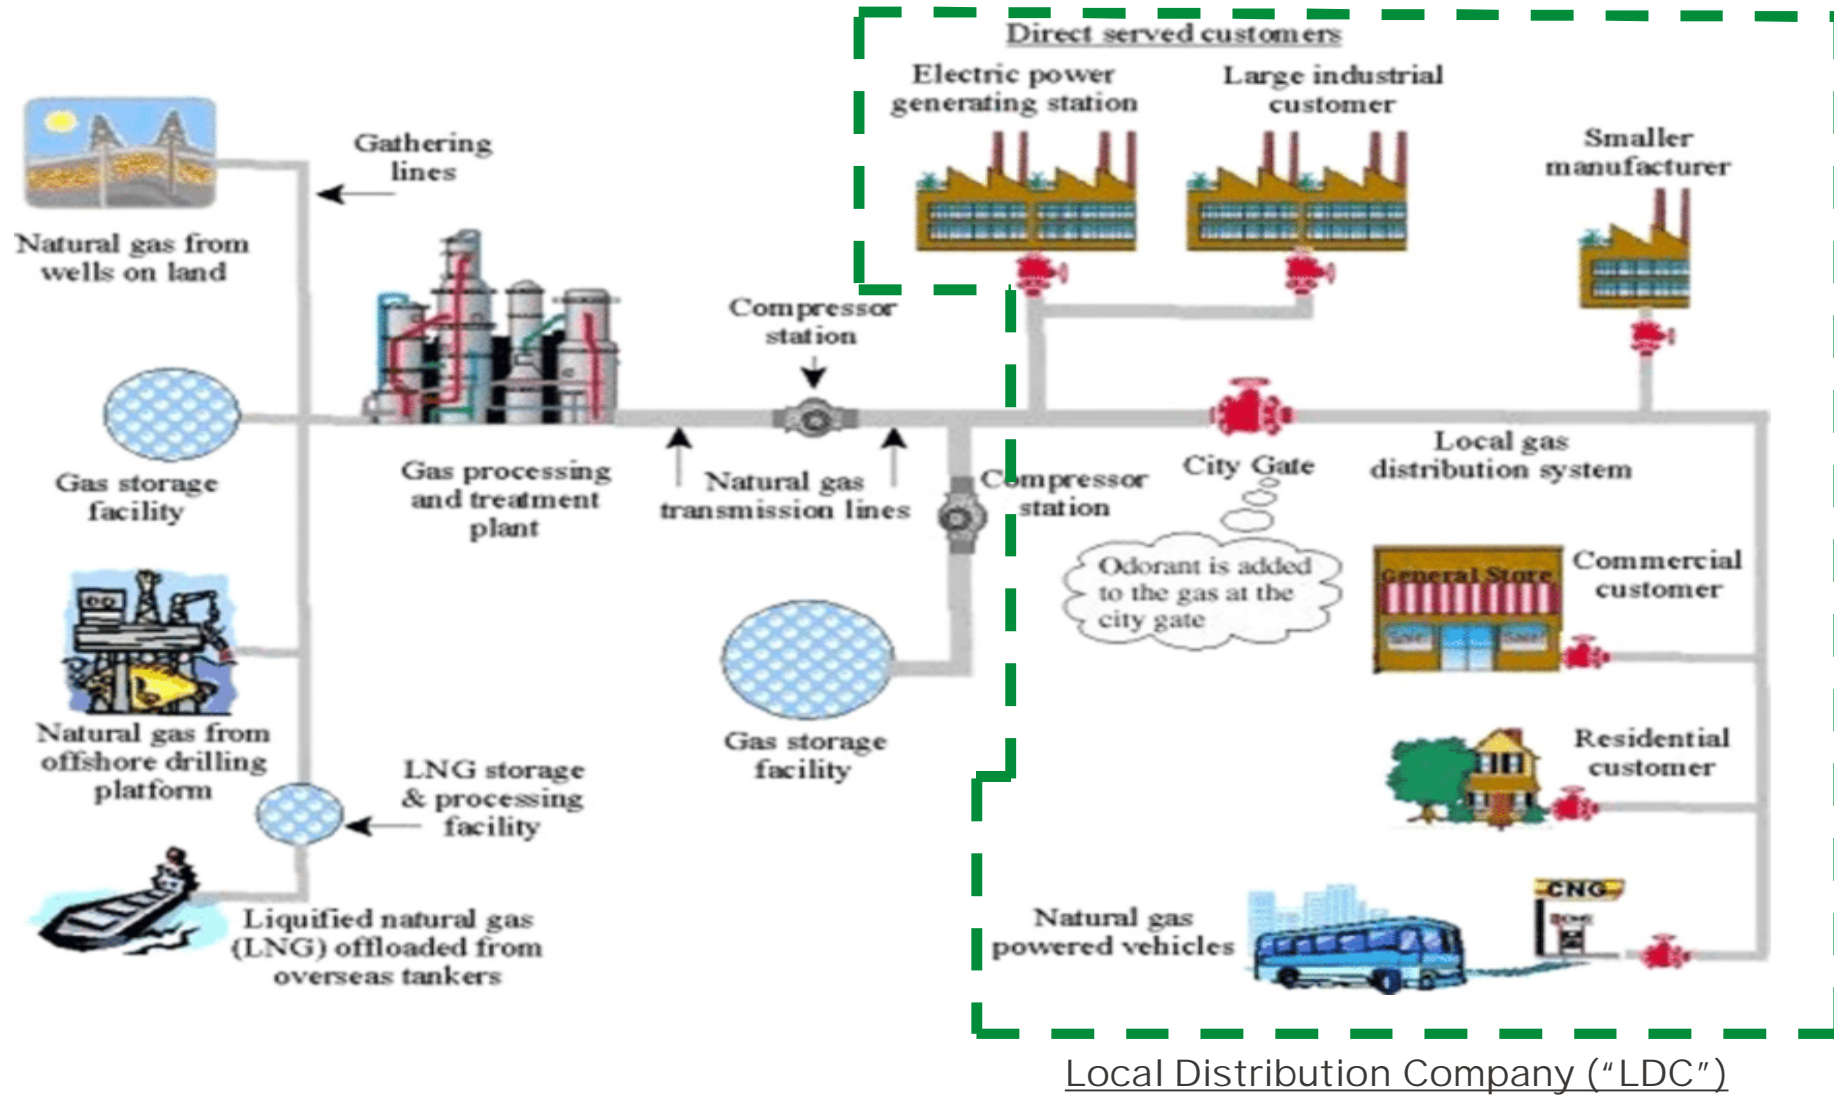 Direct served customers
Electric power
generating station
Large industrial
customer
Smaller
manufacturer
Gathering
lines
Natural gas from
wells on land
Compressor
station
Gas storage
facility
Gas processing
and treatment
plant
Natural gas
transmission lines
Compressor
station
City Gate
Local gas
distribution system
Odorant is added
to the gas at the
city gate
General Store
Sale!
Sale!
Commercial
customer
Natural gas from
offshore drilling
platform
LNG storage
& processing
facility
Gas storage
facility
Residential
customer
Liquified natural gas
(LNG) offloaded from
overseas tankers
Natural gas
powered vehicles
CNG
Local Distribution Company ("LDC")